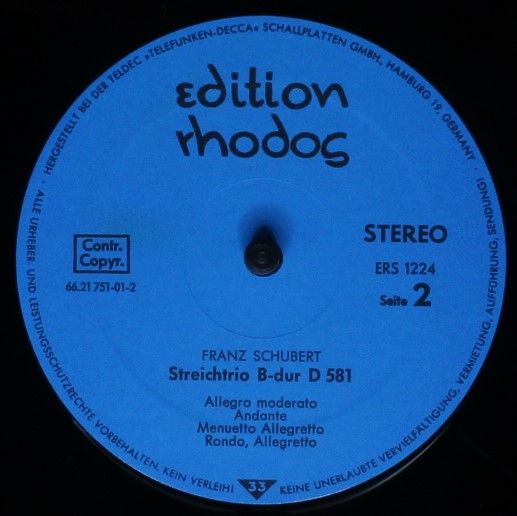 · HERGESTELLT BEI DER TELDEC »TELEFUNKEN-DECCA« SCHALLPLATTEN GMBH, HAMBURG 19, GERMANY ·
edition
rhodos
Contr.
Copyr.
66.21 751-01-2
STEREO
ERS 1224
Seite 2
FRANZ SCHUBERT
Streichtrio B-dur D 581
Allegro moderato
Andante
Menuetto Allegretto
Rondo, Allegretto
ALLE URHEBER- UND LEISTUNGSSCHUTZRECHTE VORBEHALTEN. KEIN VERLEIH!
33
KEINE UNERLAUBTE VERVIELFÄLTIGUNG, VERMIETUNG, AUFFÜHRUNG, SENDUNG!